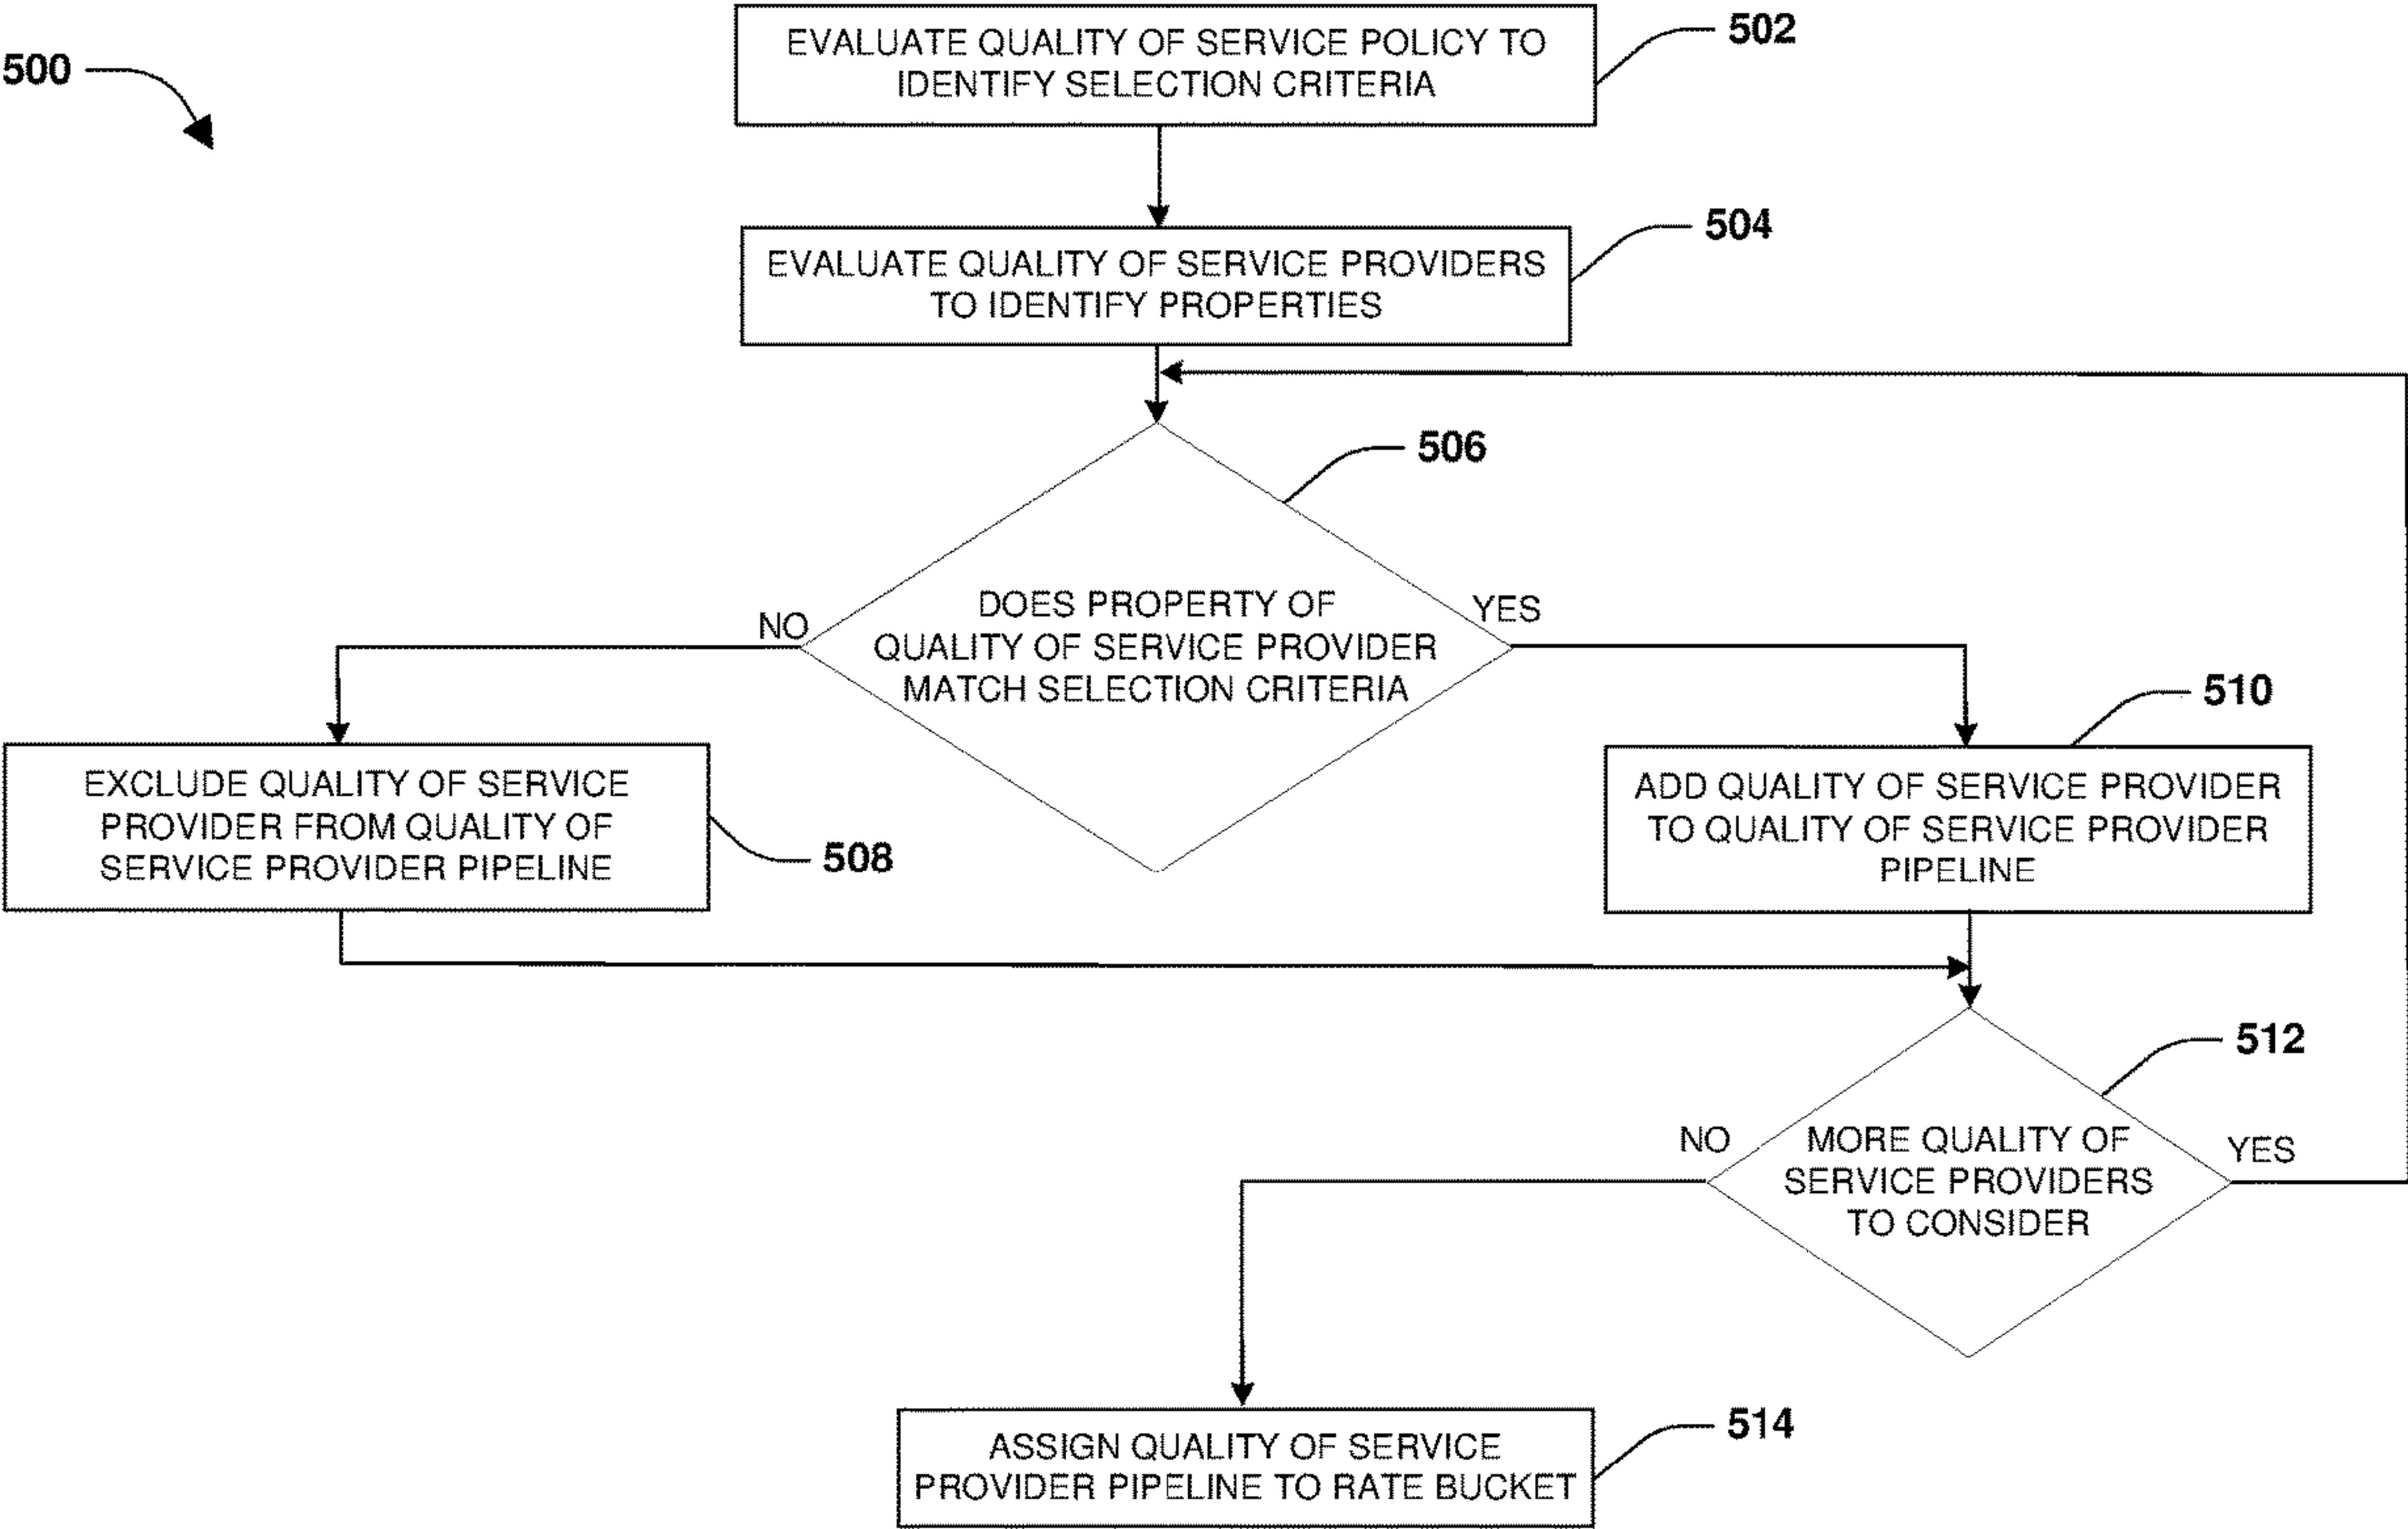 500
EVALUATE QUALITY OF SERVICE POLICY TO
IDENTIFY SELECTION CRITERIA
502
EVALUATE QUALITY OF SERVICE PROVIDERS
TO IDENTIFY PROPERTIES
504
506
DOES PROPERTY OF
QUALITY OF SERVICE PROVIDER
MATCH SELECTION CRITERIA
NO
YES
EXCLUDE QUALITY OF SERVICE
PROVIDER FROM QUALITY OF
SERVICE PROVIDER PIPELINE
508
510
ADD QUALITY OF SERVICE PROVIDER
TO QUALITY OF SERVICE PROVIDER
PIPELINE
512
NO
MORE QUALITY OF
SERVICE PROVIDERS
TO CONSIDER
YES
ASSIGN QUALITY OF SERVICE
PROVIDER PIPELINE TO RATE BUCKET
514